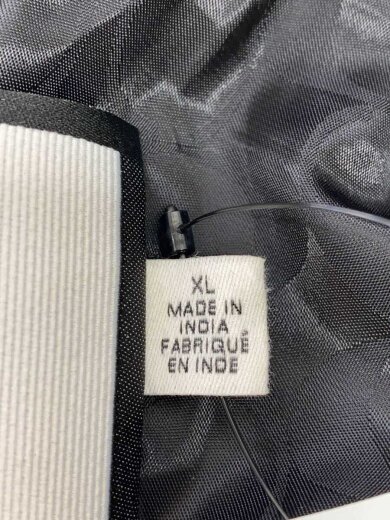 XL
MADE IN
INDIA
FABRIQUÉ
EN INDE